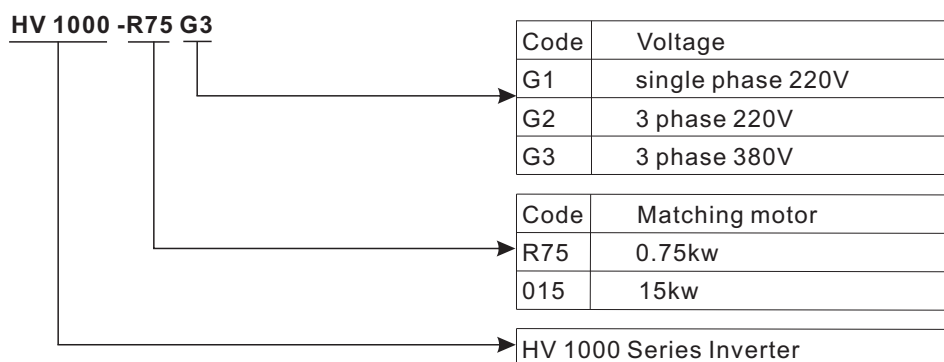 HV 1000 -R75 G3
Code Voltage
G1 single phase 220V
G2 3 phase 220V
G3 3 phase 380V
Code Matching motor
R75 0.75kw
015 15kw
HV 1000 Series Inverter